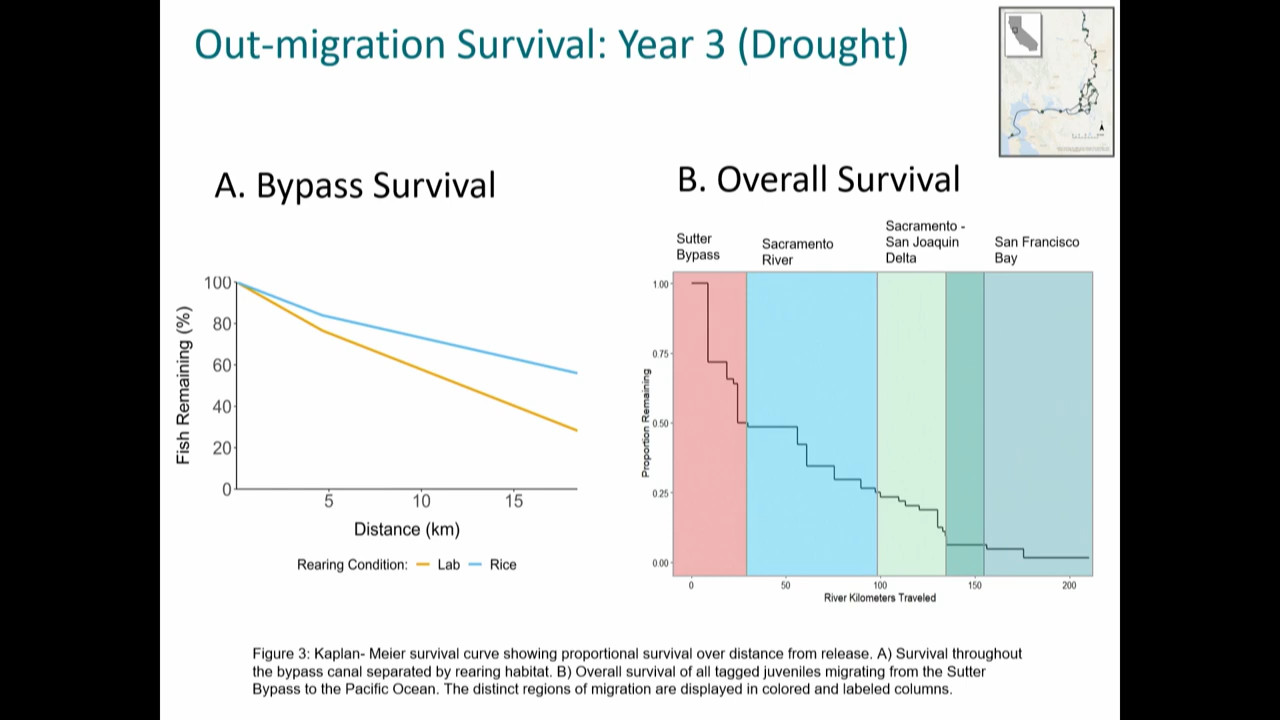 Out-migration Survival: Year 3 (Drought)
A. Bypass Survival
100
80
60
40
20
0
Fish Remaining (%)
5
10
15
Distance (km)
Rearing Condition: Lab Rice
B. Overall Survival
Sutter
Bypass
Sacramento
River
Sacramento -
San Joaquin
Delta
San Francisco
Bay
1.00
0.75
0.50
0.25
0.00
Proportion Remaining
0
50
100
150
200
River Kilometers Traveled
Figure 3: Kaplan- Meier survival curve showing proportional survival over distance from release. A) Survival throughout
the bypass canal separated by rearing habitat. B) Overall survival of all tagged juveniles migrating from the Sutter
Bypass to the Pacific Ocean. The distinct regions of migration are displayed in colored and labeled columns.